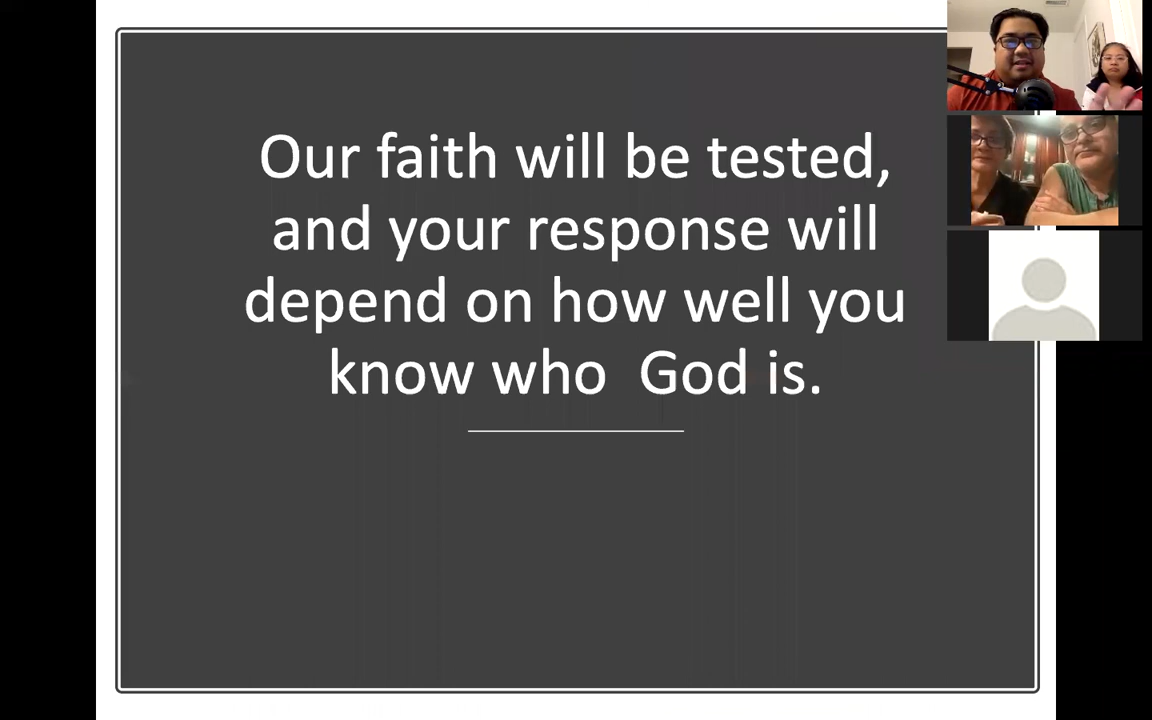 Our faith will be tested,
and your response will
depend on how well you
know who  God is.